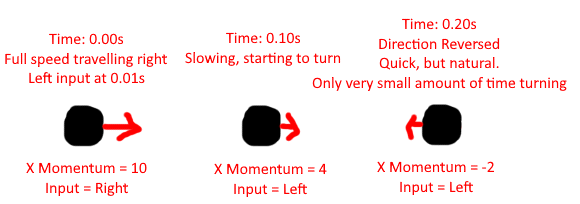 Time: 0.00s
Full speed travelling right
Left input at 0.01s
X Momentum = 10
Input = Right
Time: 0.10s
Slowing, starting to turn
X Momentum = 4
Input = Left
Time: 0.20s
Direction Reversed
Quick, but natural.
Only very small amount of time turning
X Momentum = -2
Input = Left